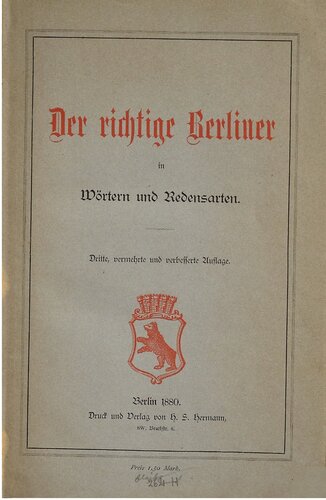 Der richtige Berliner
in
Wörtern und Redensarten.
Dritte, vermehrte und verbesserte Auflage.
Berlin 1880.
Druck und Verlag von H. S. Hermann,
SW, Beuthstr. 8.
Preis 1,50 Mark.